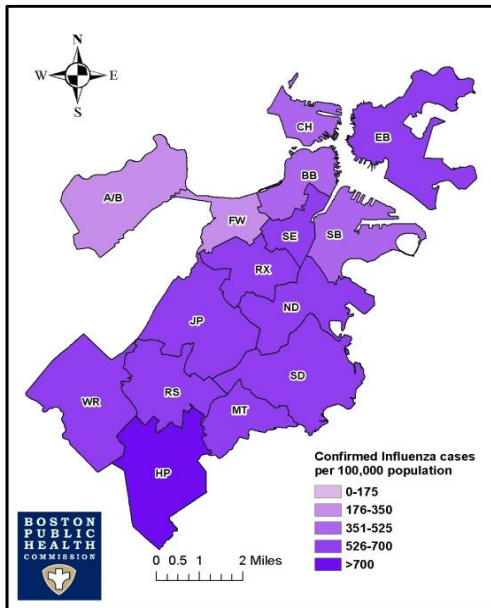 N
W E
S
CH
EB
BB
A/B
FW
SE
SB
RX
ND
JP
SD
WR
RS
MT
HP
Confirmed Influenza cases
per 100,000 population
0-175
176-350
351-525
526-700
>700
BOSTON
PUBLIC
HEALTH
COMMISSION
0 0.5 1 2 Miles